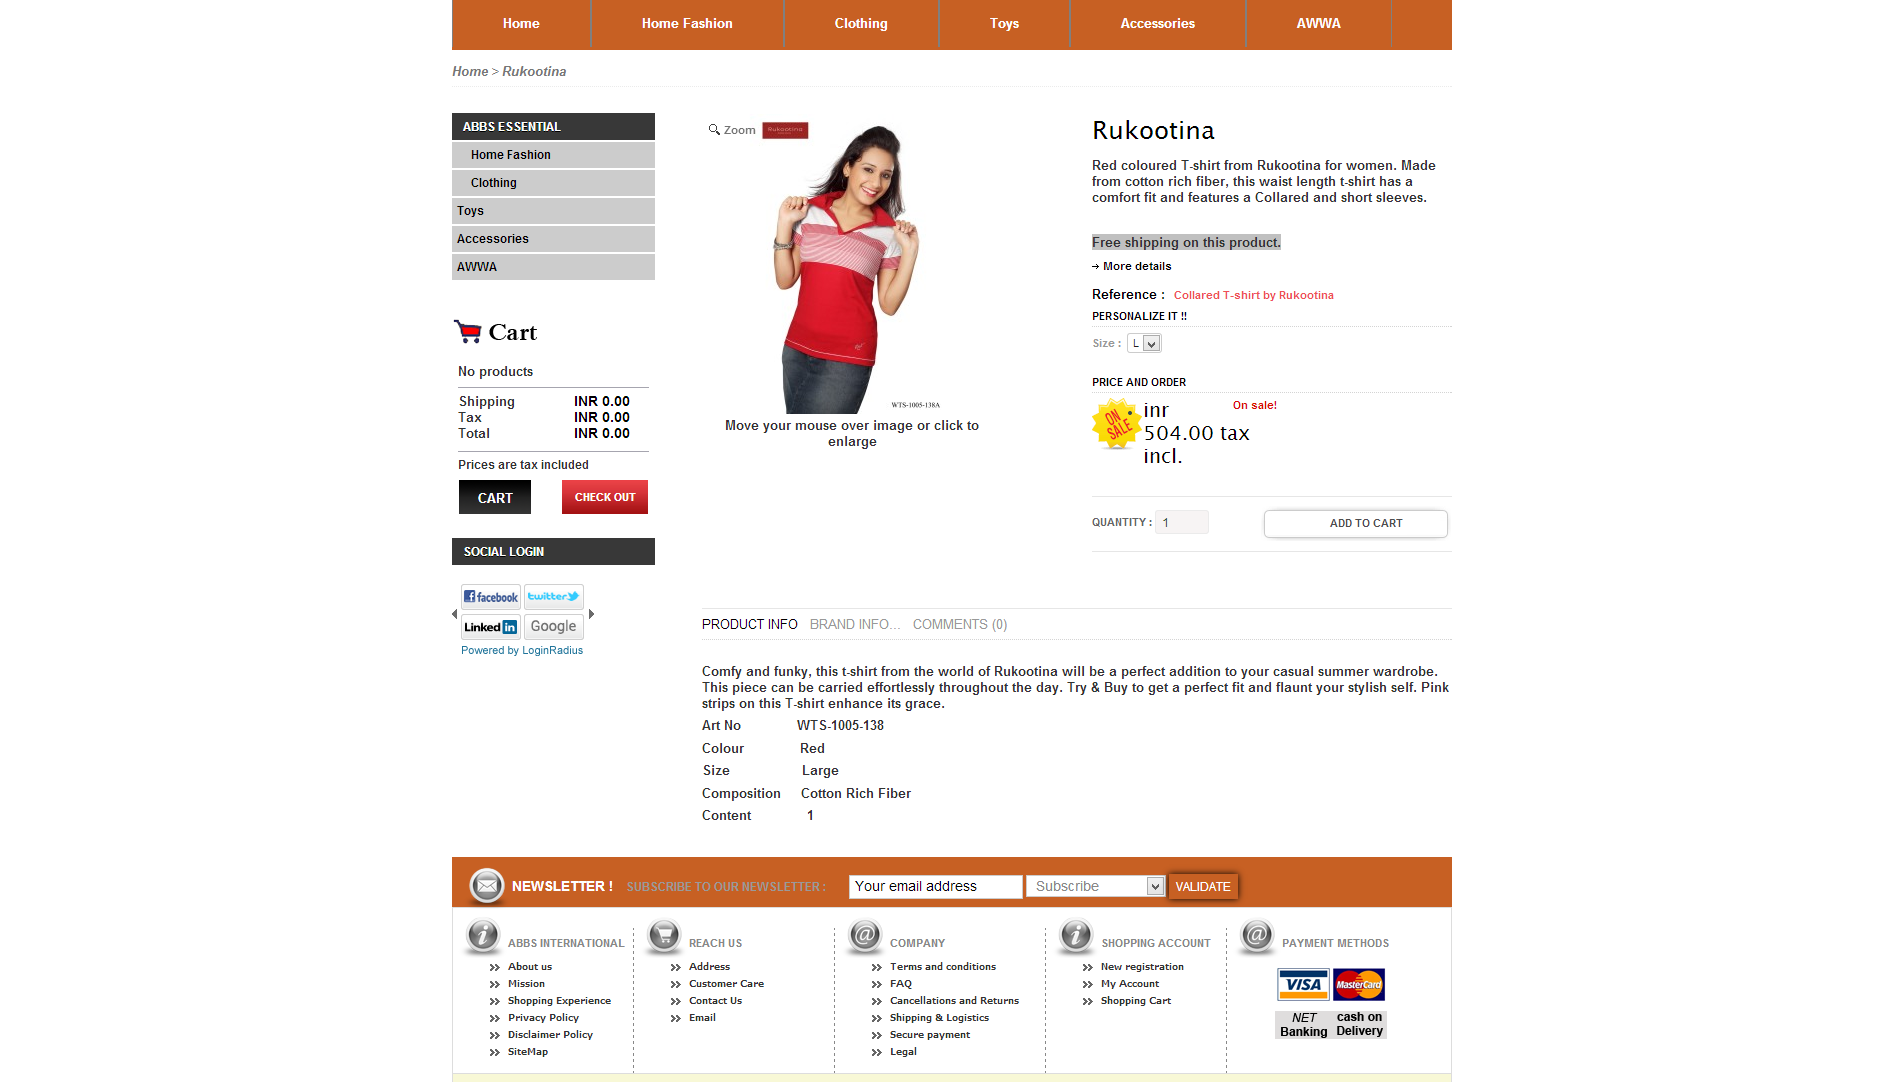 Home Home Fashion Clothing Toys Accessories AWWA
Home > Rukootina
ABBS ESSENTIAL
Home Fashion
Clothing
Toys
Accessories
AWWA
Cart
No products
Shipping INR 0.00
Tax INR 0.00
Total INR 0.00
Prices are tax included
CART CHECK OUT
SOCIAL LOGIN
facebook twitter
Linked in Google
Powered by LoginRadius
Zoom Rukootina
WTS-1005-138A
Move your mouse over image or click to
enlarge
Rukootina
Red coloured T-shirt from Rukootina for women. Made
from cotton rich fiber, this waist length t-shirt has a
comfort fit and features a Collared and short sleeves.
Free shipping on this product.
More details
Reference : Collared T-shirt by Rukootina
PERSONALIZE IT !!
Size : L
PRICE AND ORDER
ON SALE
inr
504.00 tax
incl.
On sale!
QUANTITY : 1 ADD TO CART
PRODUCT INFO BRAND INFO... COMMENTS (0)
Comfy and funky, this t-shirt from the world of Rukootina will be a perfect addition to your casual summer wardrobe.
This piece can be carried effortlessly throughout the day. Try & Buy to get a perfect fit and flaunt your stylish self. Pink
strips on this T-shirt enhance its grace.
Art No WTS-1005-138
Colour Red
Size Large
Composition Cotton Rich Fiber
Content 1
NEWSLETTER ! SUBSCRIBE TO OUR NEWSLETTER : Your email address Subscribe VALIDATE
ABBS INTERNATIONAL
About us
Mission
Shopping Experience
Privacy Policy
Disclaimer Policy
SiteMap
REACH US
Address
Customer Care
Contact Us
Email
COMPANY
Terms and conditions
FAQ
Cancellations and Returns
Shipping & Logistics
Secure payment
Legal
SHOPPING ACCOUNT
New registration
My Account
Shopping Cart
PAYMENT METHODS
VISA MasterCard
NET Banking
cash on Delivery